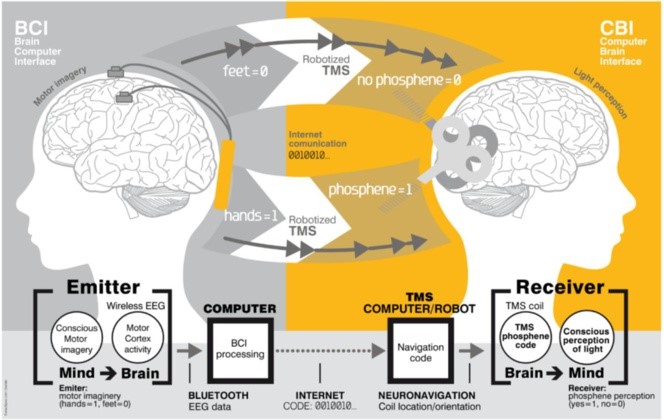 BCI
Brain
Computer
Interface
CBI
Computer
Brain
Interface
Motor imagery
Light perception
feet=0
Robotized
TMS
no phosphene=0
Internet
comunication
0010010...
phosphene=1
hands=1
Robotized
TMS
Emitter
Wireless EEG
Conscious
Motor
imagery
Motor
Cortex
activity
Mind → Brain
Emiter:
motor imaginery
(hands=1, feet=0)
COMPUTER
BCI
processing
BLUETOOTH
EEG data
INTERNET
CODE: 0010010...
TMS
COMPUTER/ROBOT
Navigation
code
NEURONAVIGATION
Coil location/orientation
Receiver
TMS coil
TMS
phosphene
code
Conscious
perception
of light
Brain → Mind
Receiver:
phosphene perception
(yes=1, no=0)